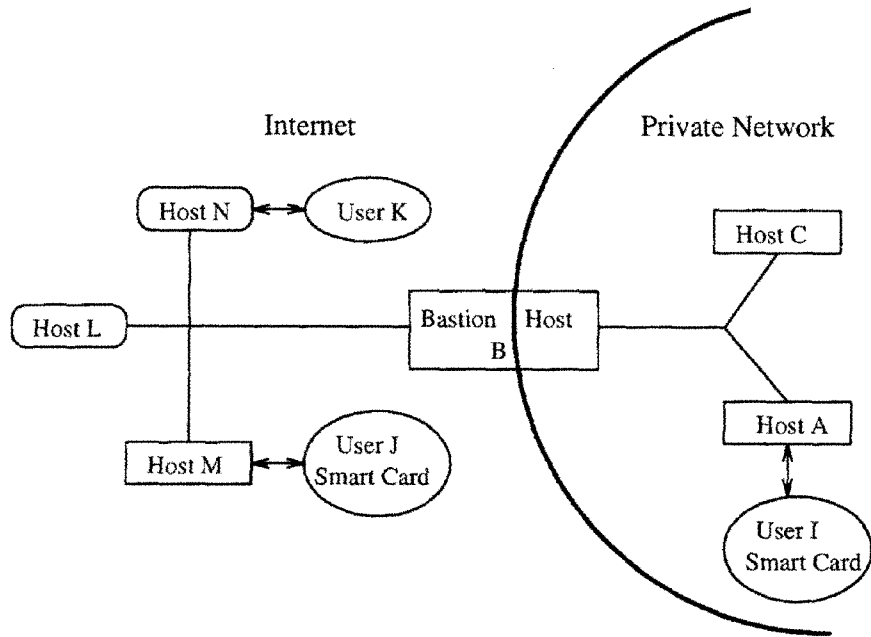 Internet
Private Network
Host N
User K
Host C
Host L
Bastion Host
B
Host A
Host M
User J
Smart Card
User I
Smart Card